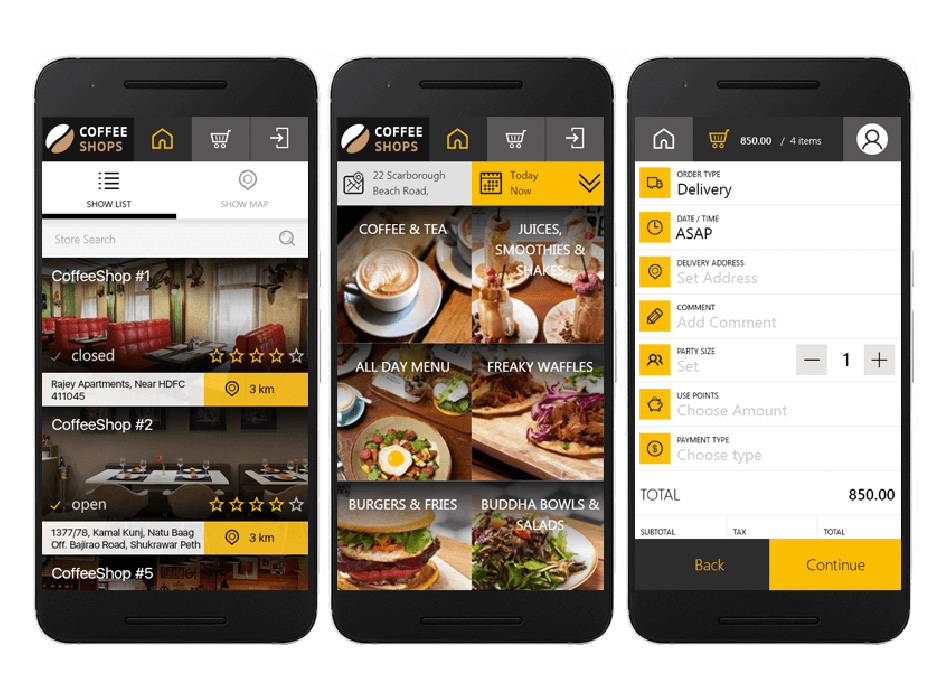 COFFEE
SHOPS
SHOW LIST
SHOW MAP
Store Search
CoffeeShop #1
closed
Rajey Apartments, Near HDFC
411045
3 km
CoffeeShop #2
open
1377/78, Kamal Kunj, Natu Baag
Off. Bajirao Road, Shukrawar Peth
3 km
CoffeeShop #5
COFFEE
SHOPS
22 Scarborough
Beach Road,
Today
Now
COFFEE & TEA
JUICES,
SMOOTHIES &
SHAKES
ALL DAY MENU
FREAKY WAFFLES
BURGERS & FRIES
BUDDHA BOWLS &
SALADS
850.00 / 4 items
ORDER TYPE
Delivery
DATE / TIME
ASAP
DELIVERY ADDRESS
Set Address
COMMENT
Add Comment
PARTY SIZE
Set
1
USE POINTS
Choose Amount
PAYMENT TYPE
Choose type
TOTAL 850.00
SUBTOTAL TAX TOTAL
Back Continue